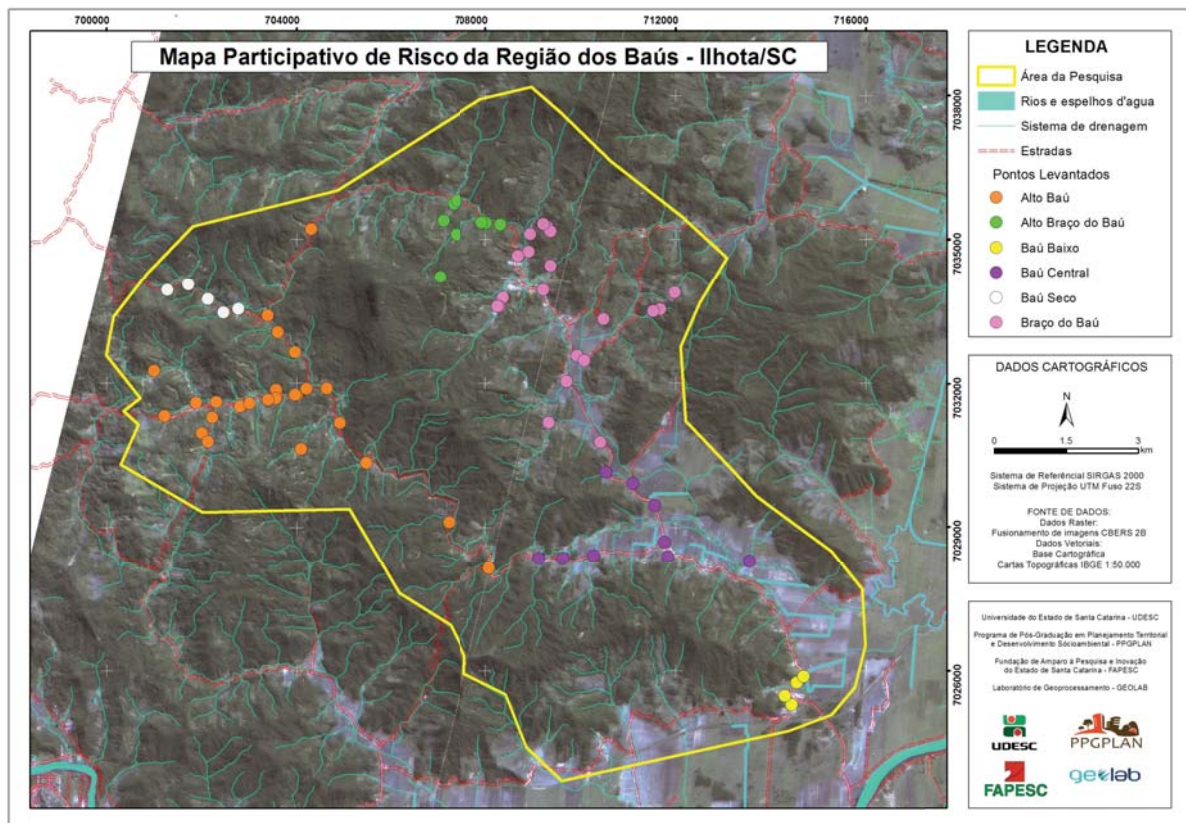 700000 704000 708000 712000 716000
Mapa Participativo de Risco da Região dos Baús - Ilhota/SC
7038000
7035000
7032000
7029000
7026000
LEGENDA
Área da Pesquisa
Rios e espelhos d'agua
Sistema de drenagem
Estradas
Pontos Levantados
Alto Baú
Alto Braço do Baú
Baú Baixo
Baú Central
Baú Seco
Braço do Baú
DADOS CARTOGRÁFICOS
N
0 1.5 3
km
Sistema de Referêncial SIRGAS 2000
Sistema de Projeção UTM Fuso 22S
FONTE DE DADOS:
Dados Raster:
Fusionamento de imagens CBERS 2B
Dados Vetoriais:
Base Cartográfica
Cartas Topográficas IBGE 1:50.000
Universidade do Estado de Santa Catarina - UDESC
Programa de Pós-Graduação em Planejamento Territorial
e Desenvolvimento Sócioambiental - PPGPLAN
Fundação de Amparo à Pesquisa e Inovação
do Estado de Santa Catarina - FAPESC
Laboratório de Geoprocessamento - GEOLAB
UDESC
PPGPLAN
FAPESC
geolab